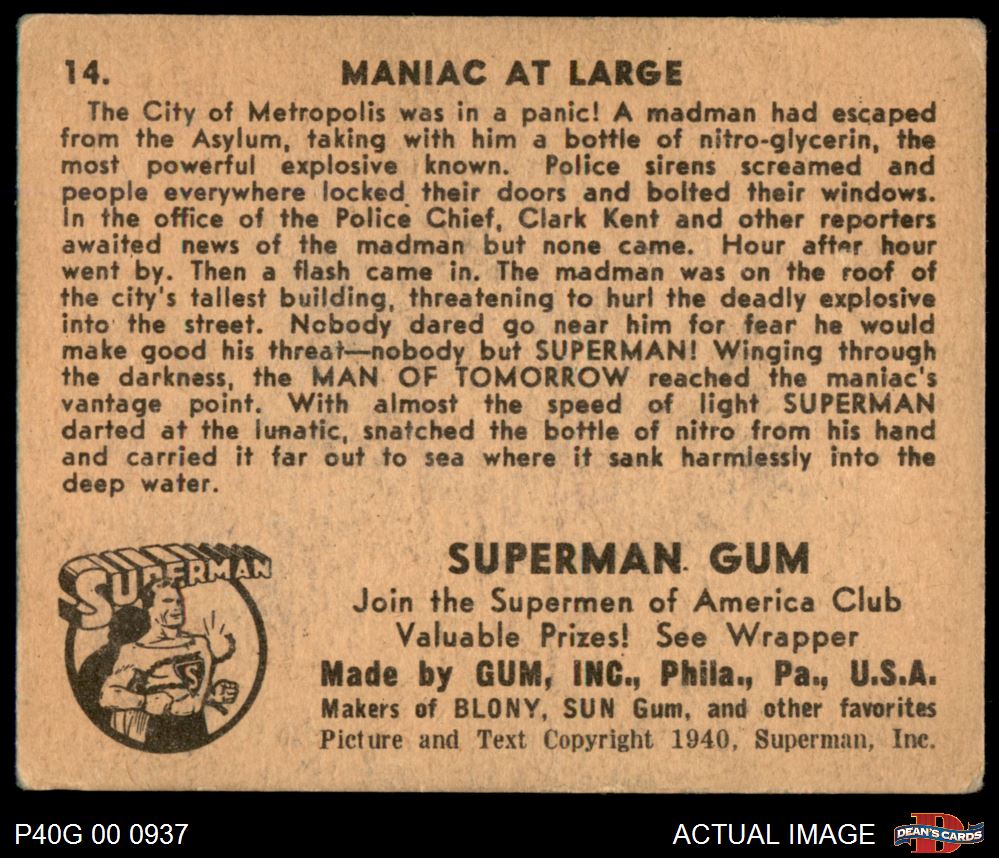 14. MANIAC AT LARGE
The City of Metropolis was in a panic! A madman had escaped
from the Asylum, taking with him a bottle of nitro-glycerin, the
most powerful explosive known. Police sirens screamed and
people everywhere locked their doors and bolted their windows.
In the office of the Police Chief, Clark Kent and other reporters
awaited news of the madman but none came. Hour after hour
went by. Then a flash came in. The madman was on the roof of
the city's tallest building, threatening to hurl the deadly explosive
into the street. Nobody dared go near him for fear he would
make good his threat—nobody but SUPERMAN! Winging through
the darkness, the MAN OF TOMORROW reached the maniac's
vantage point. With almost the speed of light SUPERMAN
darted at the lunatic, snatched the bottle of nitro from his hand
and carried it far out to sea where it sank harmlessly into the
deep water.
SUPERMAN
S
SUPERMAN GUM
Join the Supermen of America Club
Valuable Prizes! See Wrapper
Made by GUM, INC., Phila., Pa., U.S.A.
Makers of BLONY, SUN Gum, and other favorites
Picture and Text Copyright 1940, Superman, Inc.
P40G 00 0937
ACTUAL IMAGE
D
DEAN'S CARDS